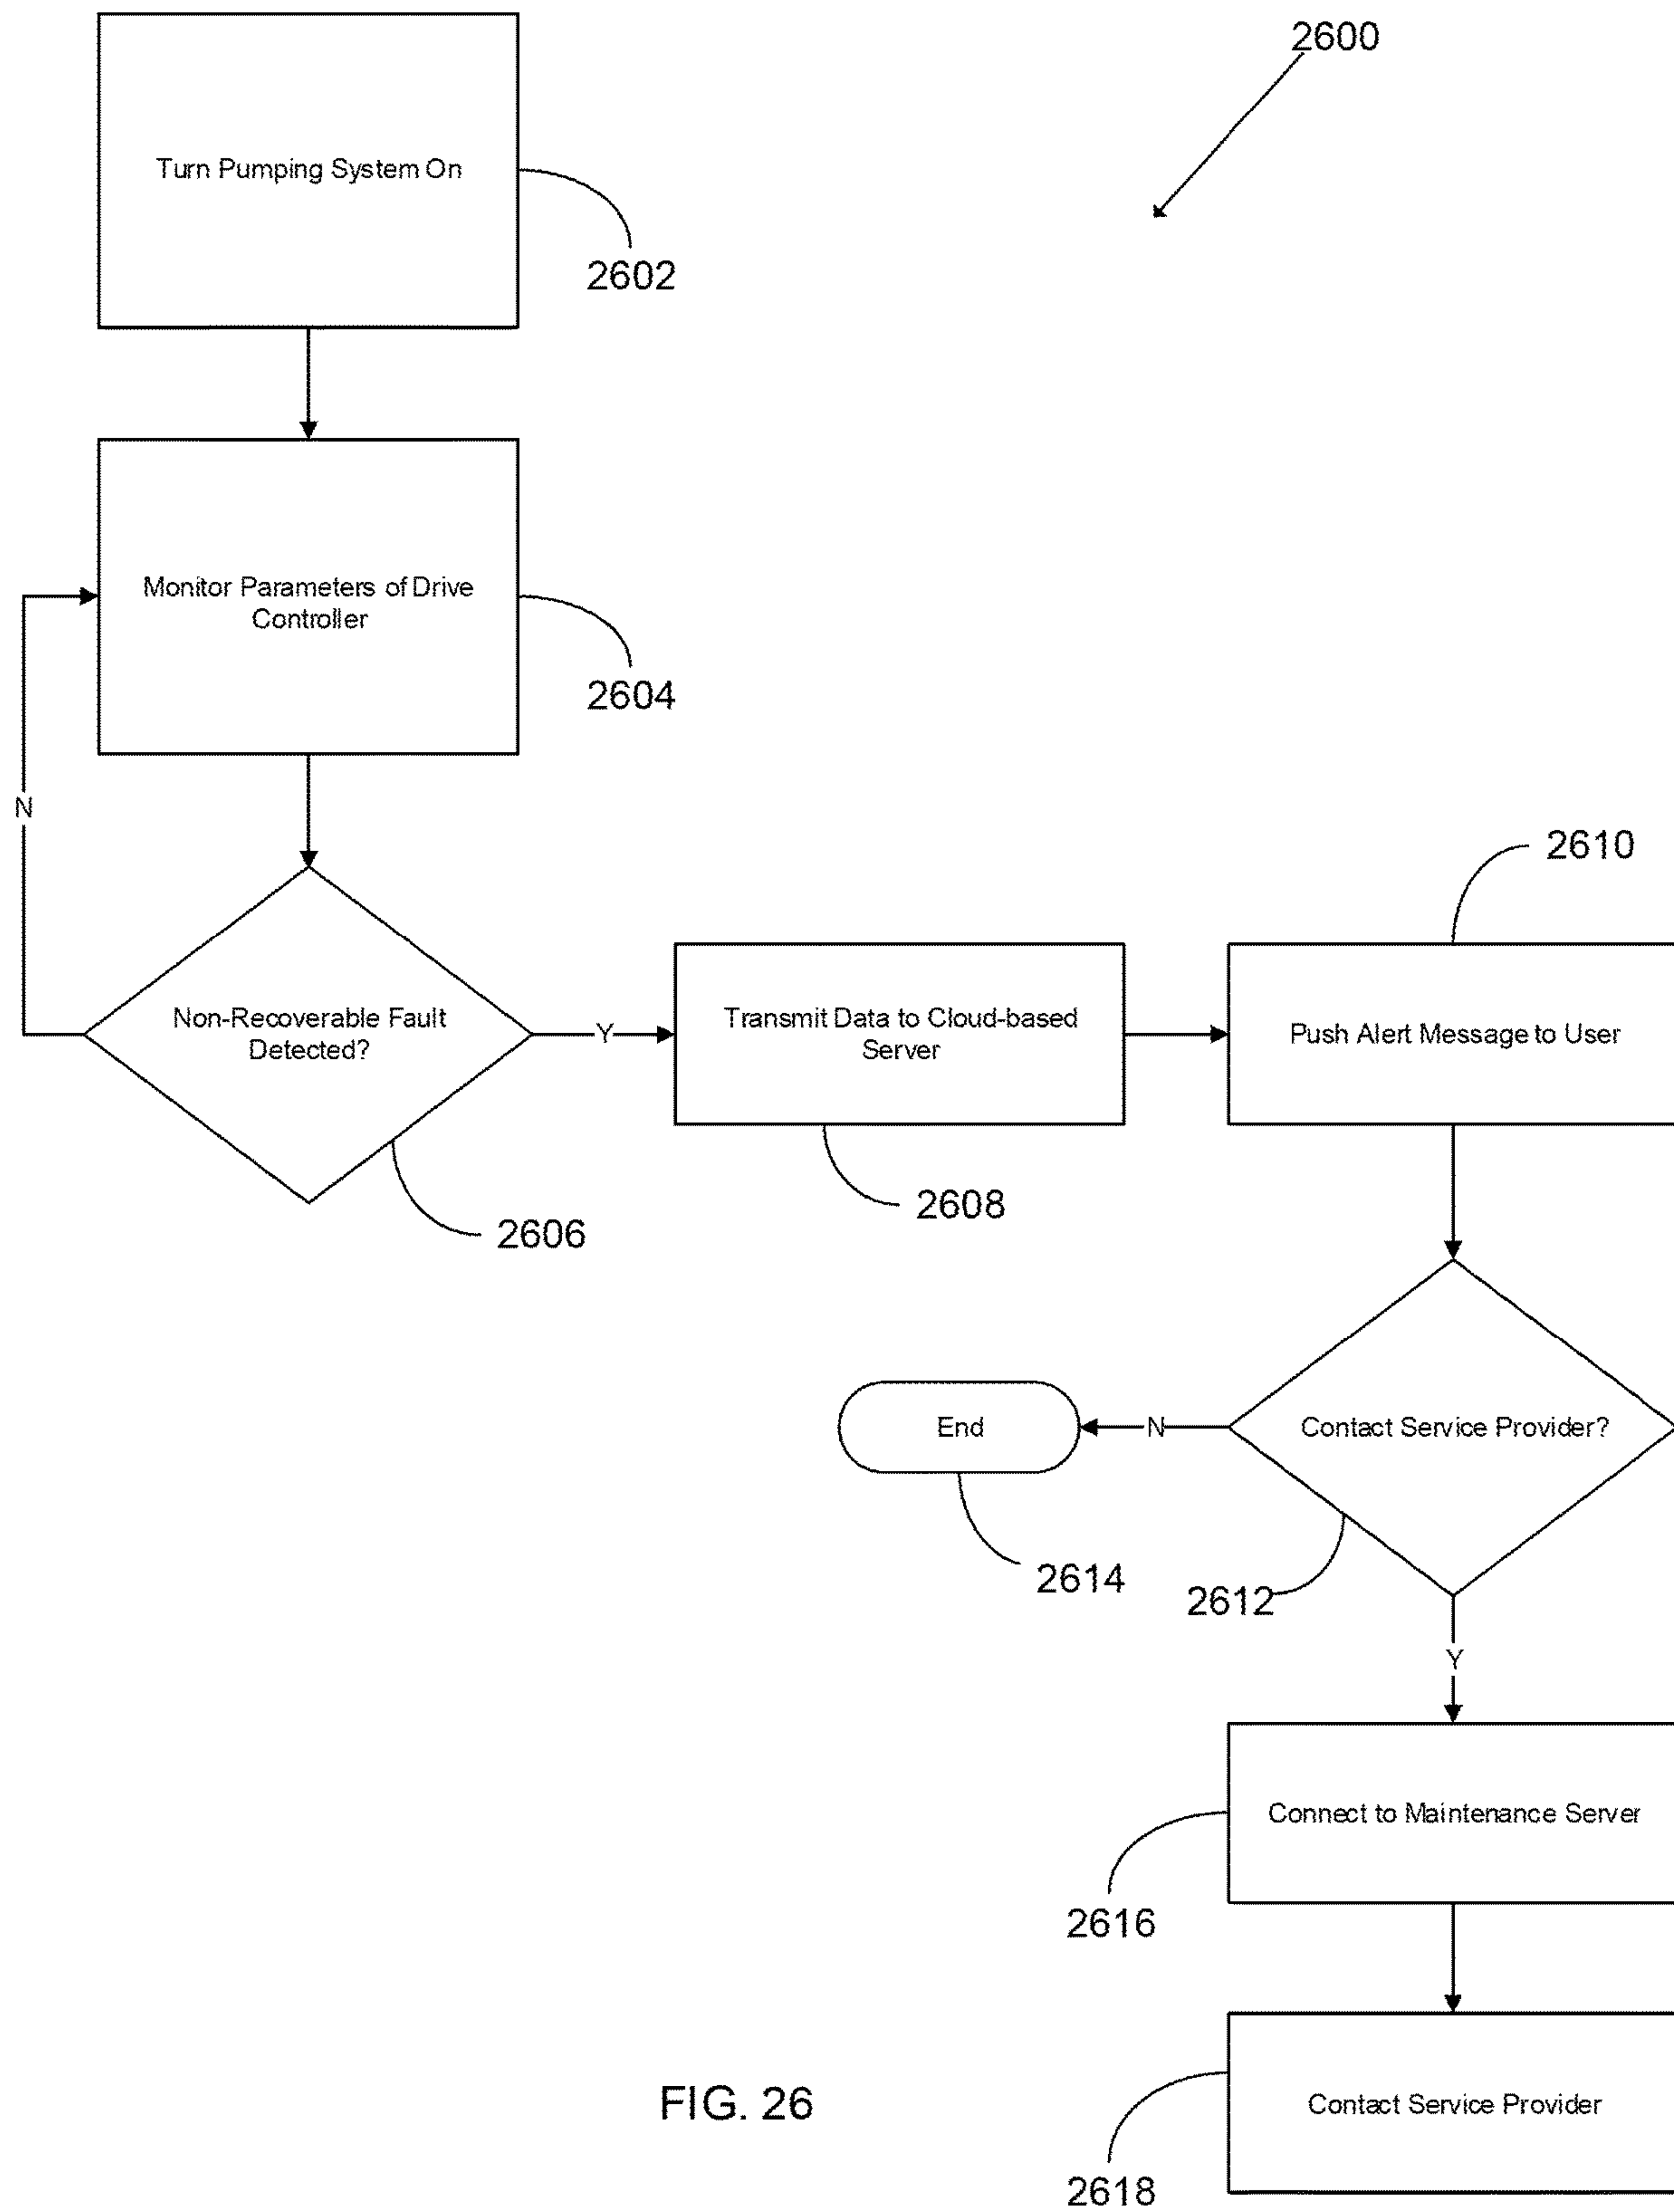 2600
Turn Pumping System On
2602
Monitor Parameters of Drive
Controller
2604
N
2610
Non-Recoverable Fault
Detected?
Y
Transmit Data to Cloud-based
Server
Push Alert Message to User
2608
2606
End
N
Contact Service Provider?
2614
2612
Y
Connect to Maintenance Server
2616
Contact Service Provider
FIG. 26
2618